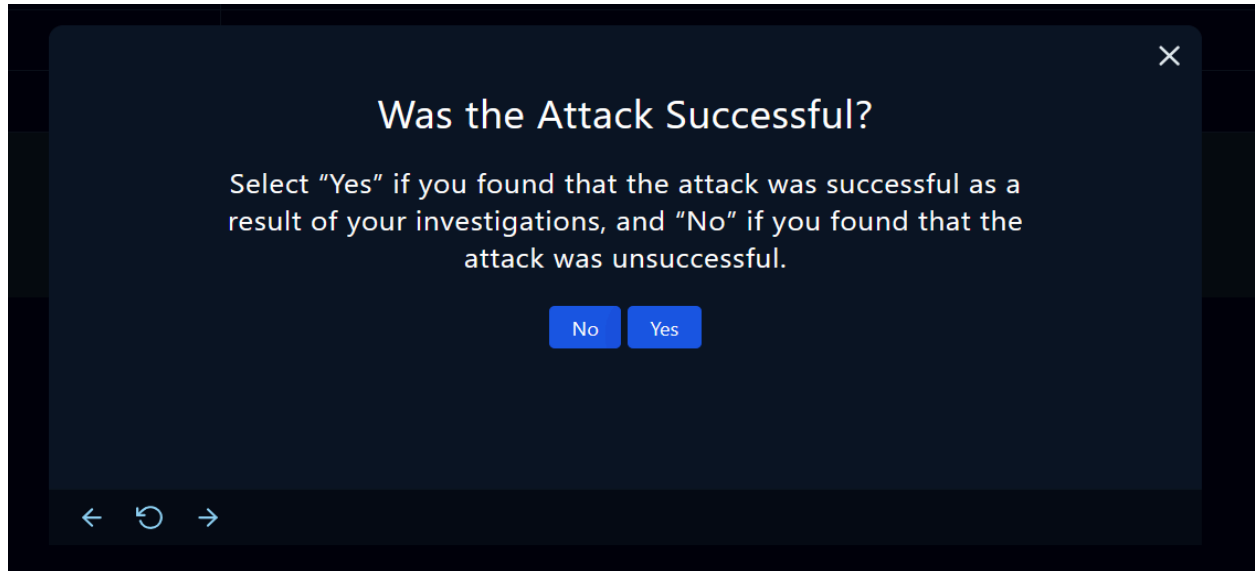 Was the Attack Successful?
Select “Yes” if you found that the attack was successful as a
result of your investigations, and “No” if you found that the
attack was unsuccessful.
No Yes